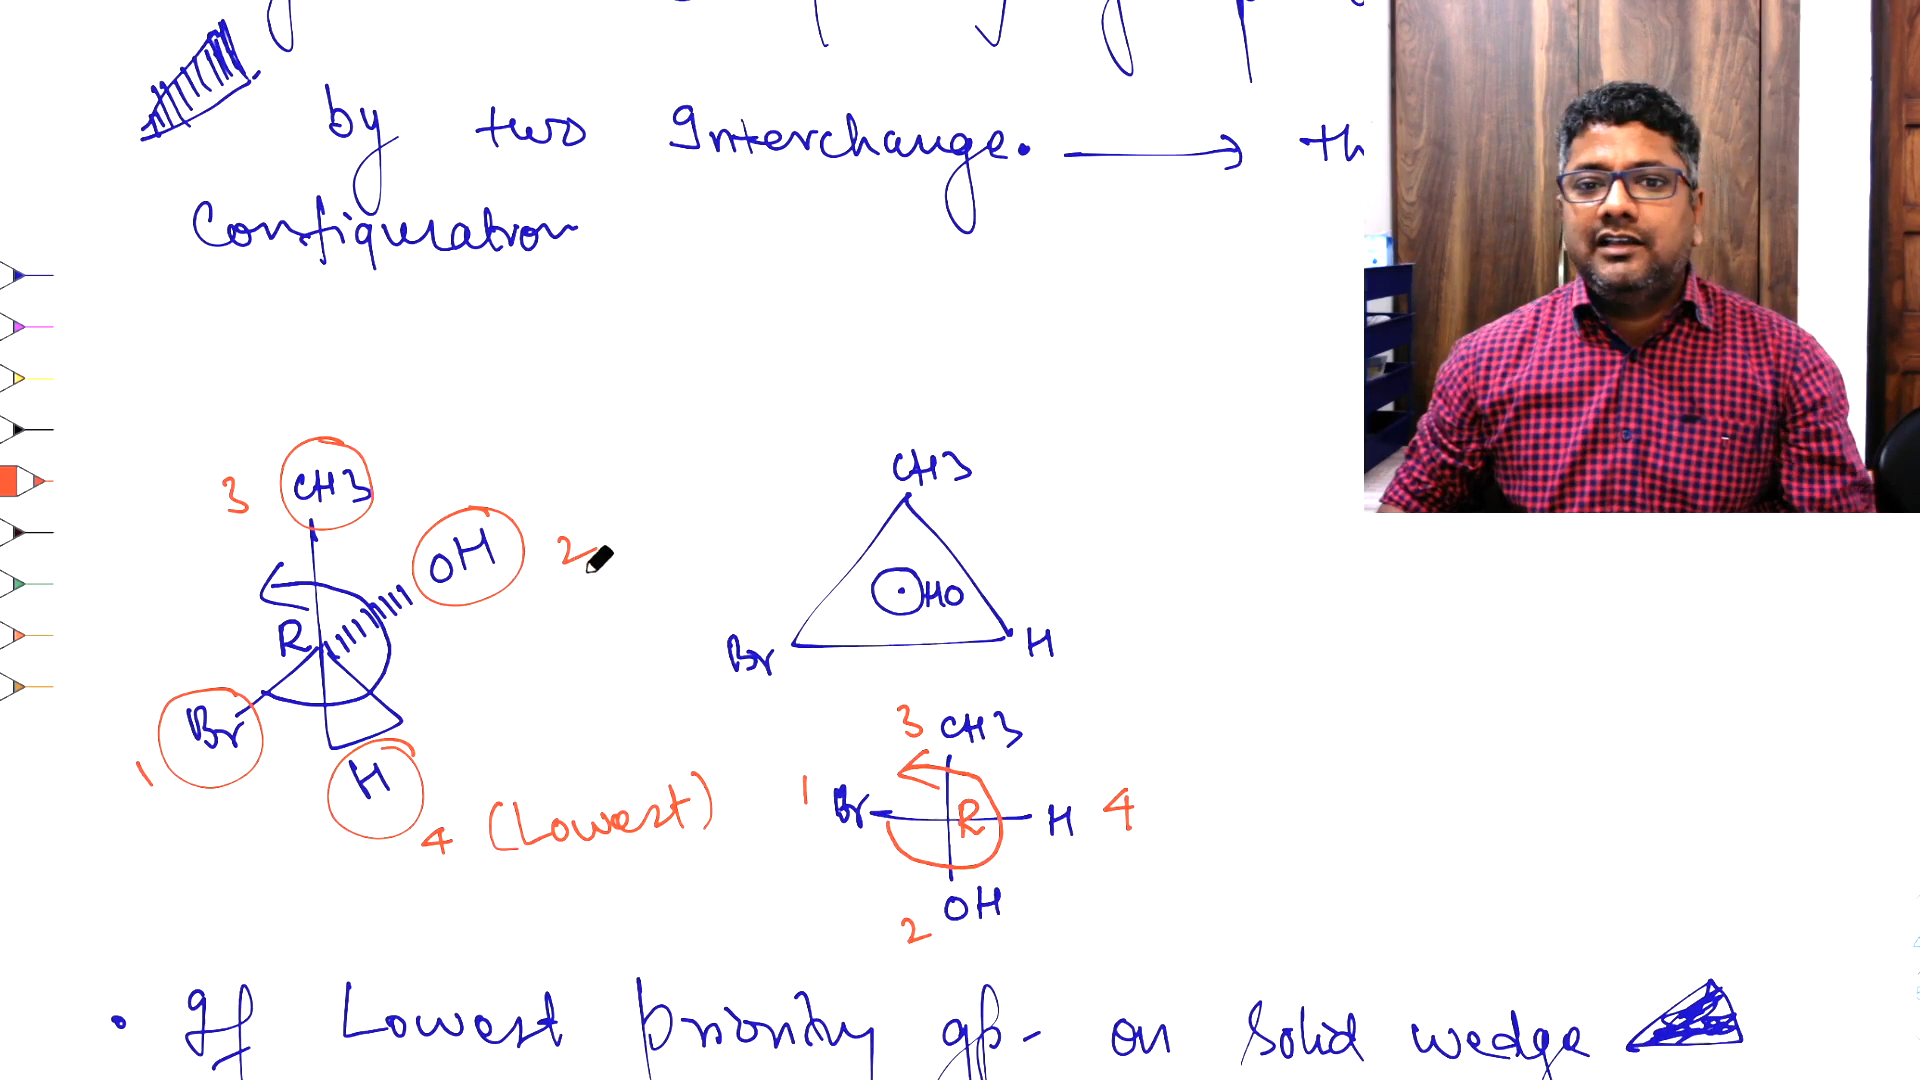 by two Interchange. ⟶ th
Configuration
CH3
3
OH
2
R
Br
1
H
4 (Lowest)
CH3
HO
Br
H
3 CH3
1 Br R H 4
OH
2
• If Lowest priority gp- on solid wedge